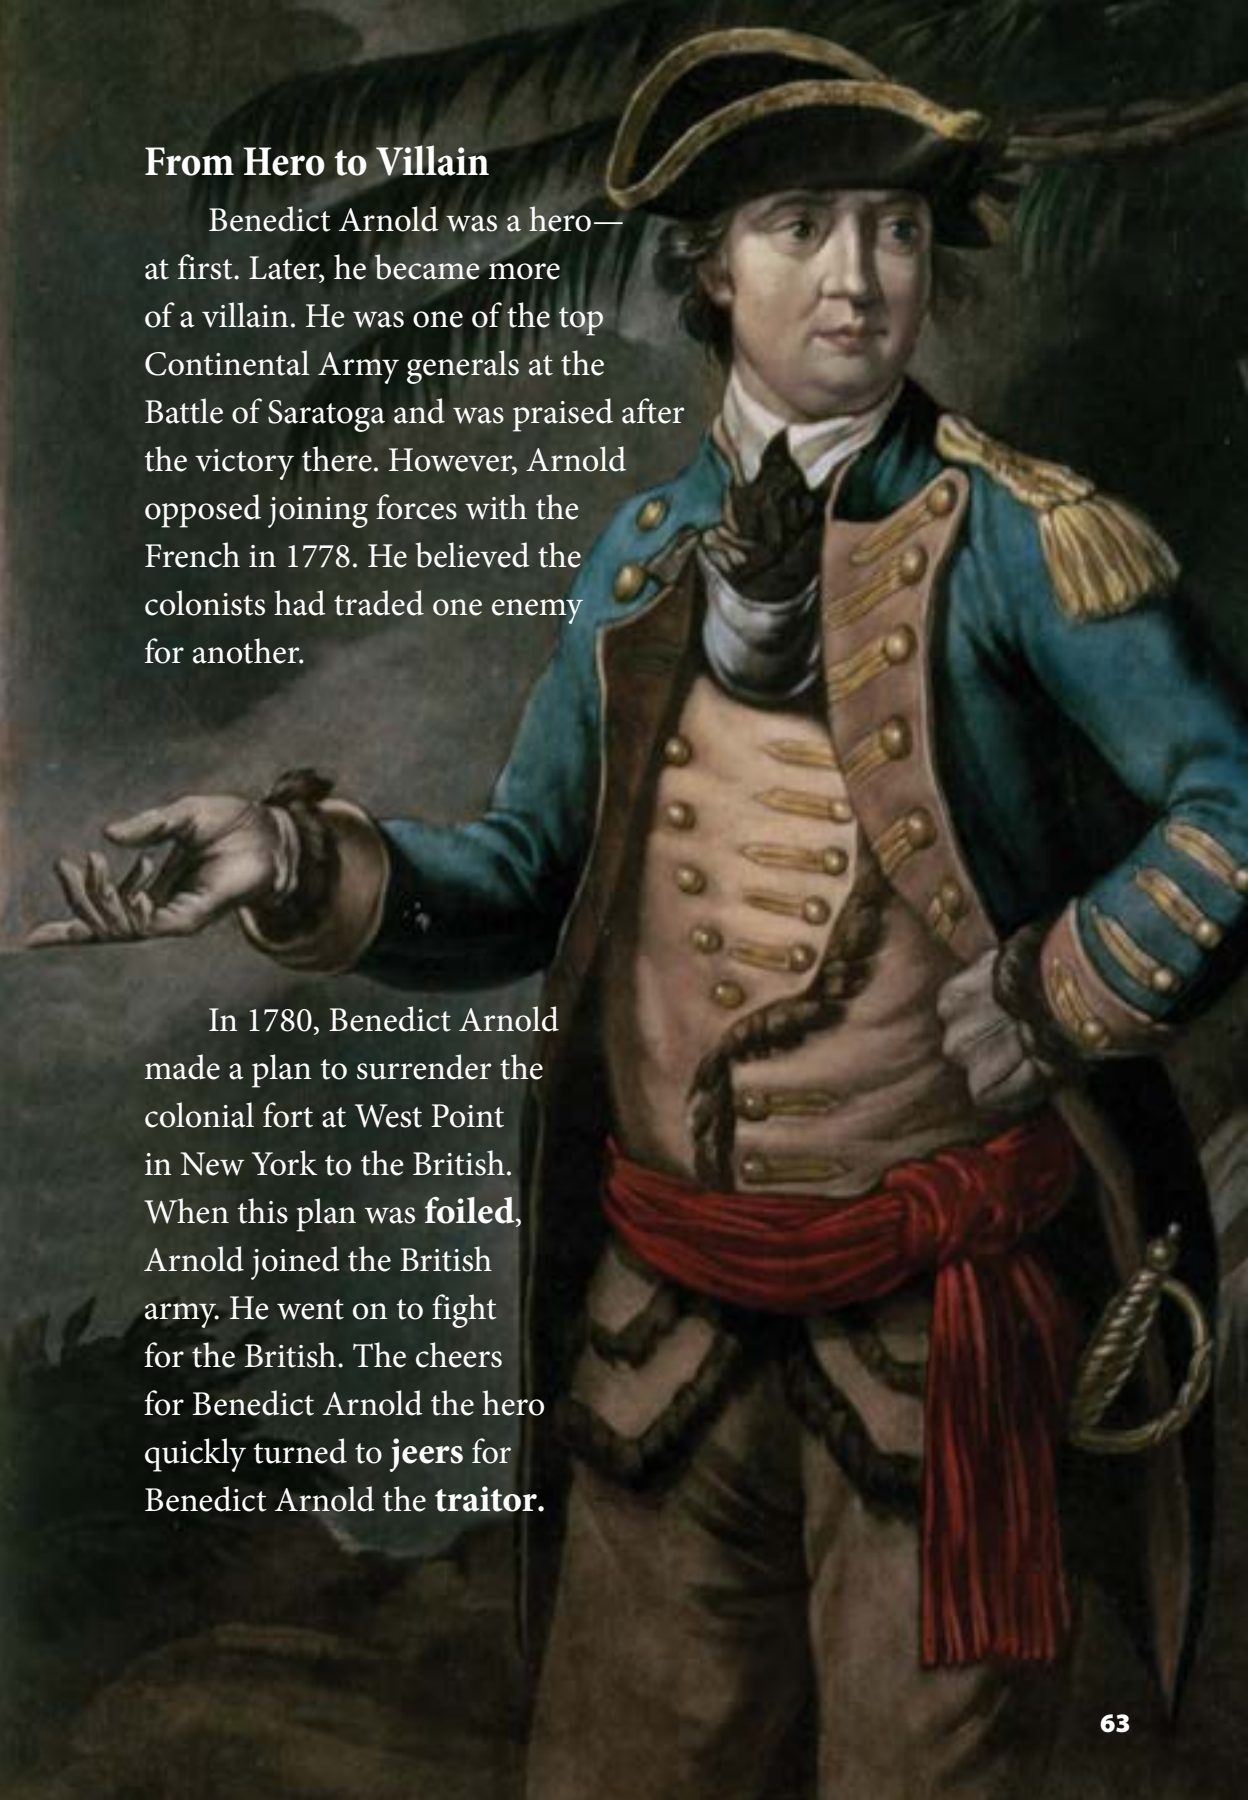 From Hero to Villain
Benedict Arnold was a hero—
at first. Later, he became more
of a villain. He was one of the top
Continental Army generals at the
Battle of Saratoga and was praised after
the victory there. However, Arnold
opposed joining forces with the
French in 1778. He believed the
colonists had traded one enemy
for another.
In 1780, Benedict Arnold
made a plan to surrender the
colonial fort at West Point
in New York to the British.
When this plan was foiled,
Arnold joined the British
army. He went on to fight
for the British. The cheers
for Benedict Arnold the hero
quickly turned to jeers for
Benedict Arnold the traitor.
63